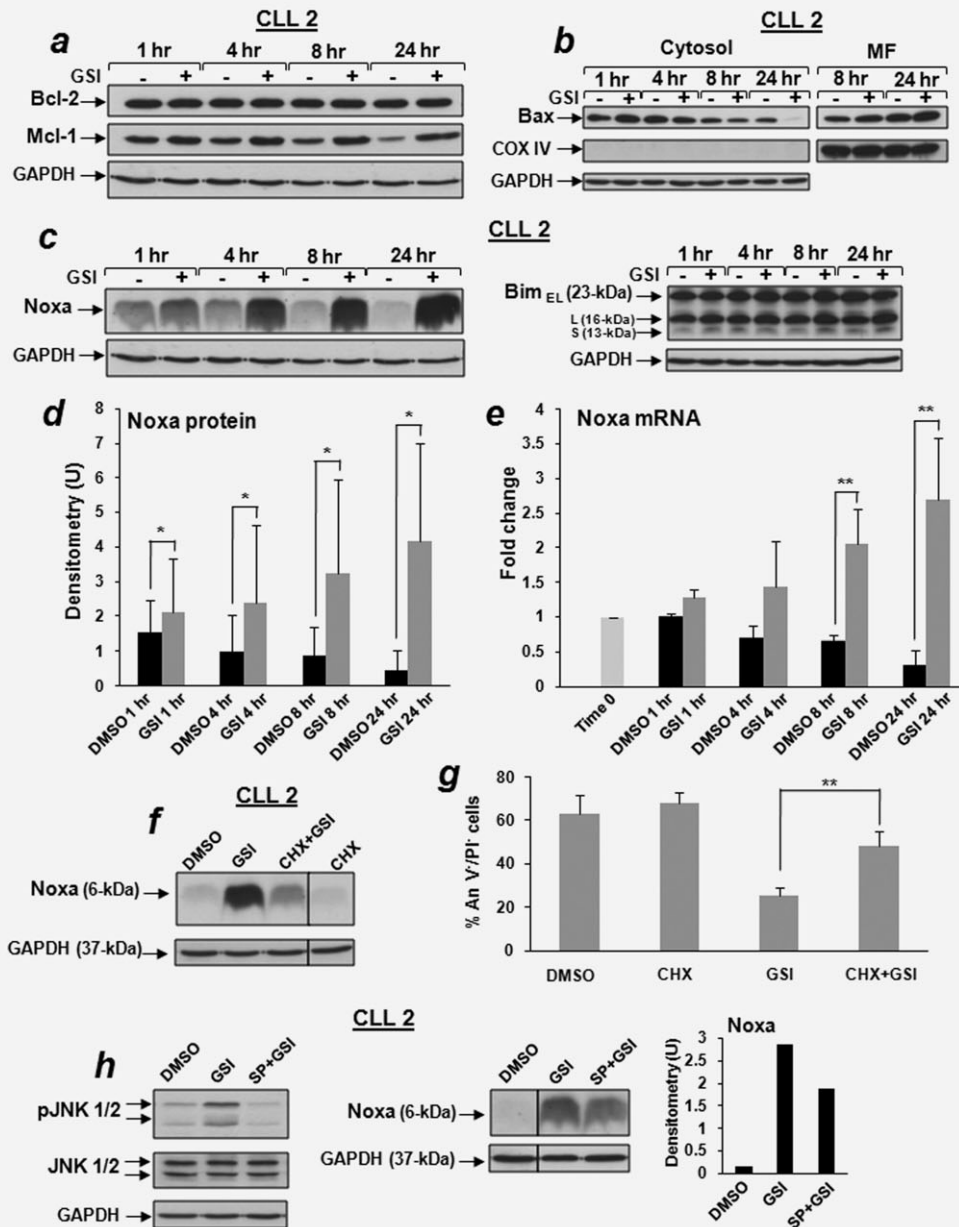 CLL 2
a
1 hr 4 hr 8 hr 24 hr
GSI - + - + - + - +
Bcl-2
Mcl-1
GAPDH
CLL 2
b
Cytosol MF
1 hr 4 hr 8 hr 24 hr 8 hr 24 hr
GSI - + - + - + - + - + - +
Bax
COX IV
GAPDH
c
1 hr 4 hr 8 hr 24 hr
GSI - + - + - + - +
Noxa
GAPDH
CLL 2
1 hr 4 hr 8 hr 24 hr
GSI - + - + - + - +
Bim EL (23-kDa)
L (16-kDa)
S (13-kDa)
GAPDH
d
Noxa protein
Densitometry (U)
8
7
6
5
4
3
2
1
0
* * * *
DMSO 1 hr GSI 1 hr DMSO 4 hr GSI 4 hr DMSO 8 hr GSI 8 hr DMSO 24 hr GSI 24 hr
e
Noxa mRNA
Fold change
4
3.5
3
2.5
2
1.5
1
0.5
0
** **
Time 0 DMSO 1 hr GSI 1 hr DMSO 4 hr GSI 4 hr DMSO 8 hr GSI 8 hr DMSO 24 hr GSI 24 hr
f
CLL 2
DMSO GSI CHX+GSI CHX
Noxa (6-kDa)
GAPDH (37-kDa)
g
% An V-/PI- cells
80
60
40
20
0
**
DMSO CHX GSI CHX+GSI
CLL 2
h
DMSO GSI SP+GSI
pJNK 1/2
JNK 1/2
GAPDH
DMSO GSI SP+GSI
Noxa (6-kDa)
GAPDH (37-kDa)
Noxa
Densitometry (U)
3
2.5
2
1.5
1
0.5
0
DMSO GSI SP+GSI